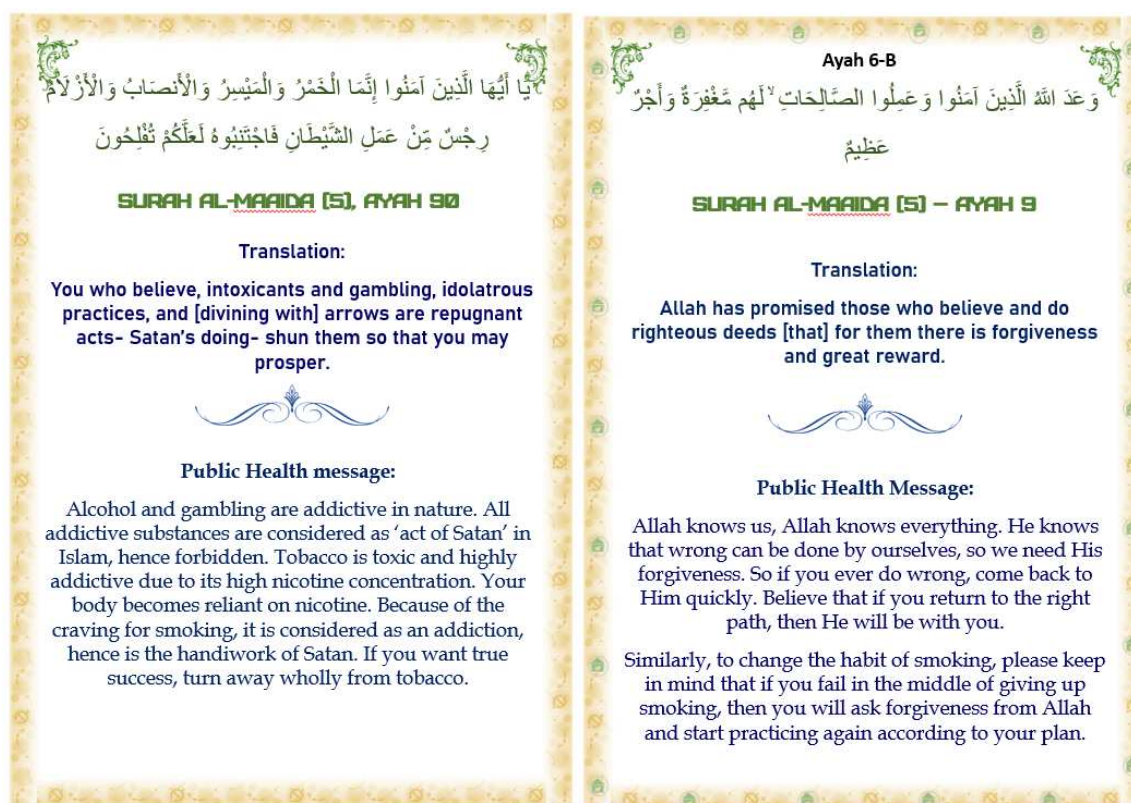 يَا أَيُّهَا الَّذِينَ آمَنُوا إِنَّمَا الْخَمْرُ وَالْمَيْسِرُ وَالْأَنصَابُ وَالْأَزْلَامُ
رِجْسٌ مِّنْ عَمَلِ الشَّيْطَانِ فَاجْتَنِبُوهُ لَعَلَّكُمْ تُفْلِحُونَ
SURAH AL-MAAIDA (5), AYAH 90
Translation:
You who believe, intoxicants and gambling, idolatrous
practices, and [divining with] arrows are repugnant
acts- Satan's doing- shun them so that you may
prosper.
Public Health message:
Alcohol and gambling are addictive in nature. All
addictive substances are considered as 'act of Satan' in
Islam, hence forbidden. Tobacco is toxic and highly
addictive due to its high nicotine concentration. Your
body becomes reliant on nicotine. Because of the
craving for smoking, it is considered as an addiction,
hence is the handiwork of Satan. If you want true
success, turn away wholly from tobacco.
Ayah 6-B
وَعَدَ اللَّهُ الَّذِينَ آمَنُوا وَعَمِلُوا الصَّالِحَاتِ ۙ لَهُم مَّغْفِرَةٌ وَأَجْرٌ
عَظِيمٌ
SURAH AL-MAAIDA (5) – AYAH 9
Translation:
Allah has promised those who believe and do
righteous deeds [that] for them there is forgiveness
and great reward.
Public Health Message:
Allah knows us, Allah knows everything. He knows
that wrong can be done by ourselves, so we need His
forgiveness. So if you ever do wrong, come back to
Him quickly. Believe that if you return to the right
path, then He will be with you.
Similarly, to change the habit of smoking, please keep
in mind that if you fail in the middle of giving up
smoking, then you will ask forgiveness from Allah
and start practicing again according to your plan.